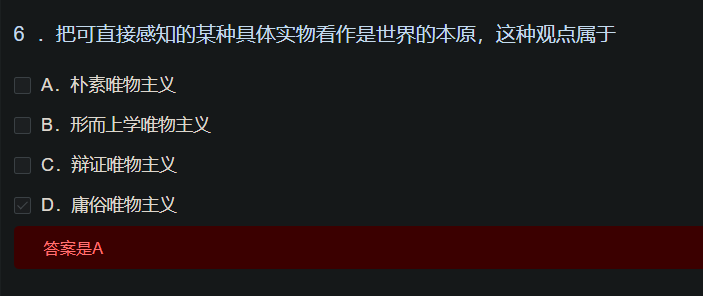 6 ．把可直接感知的某种具体实物看作是世界的本原，这种观点属于
A．朴素唯物主义
B．形而上学唯物主义
C．辩证唯物主义
D．庸俗唯物主义
答案是A